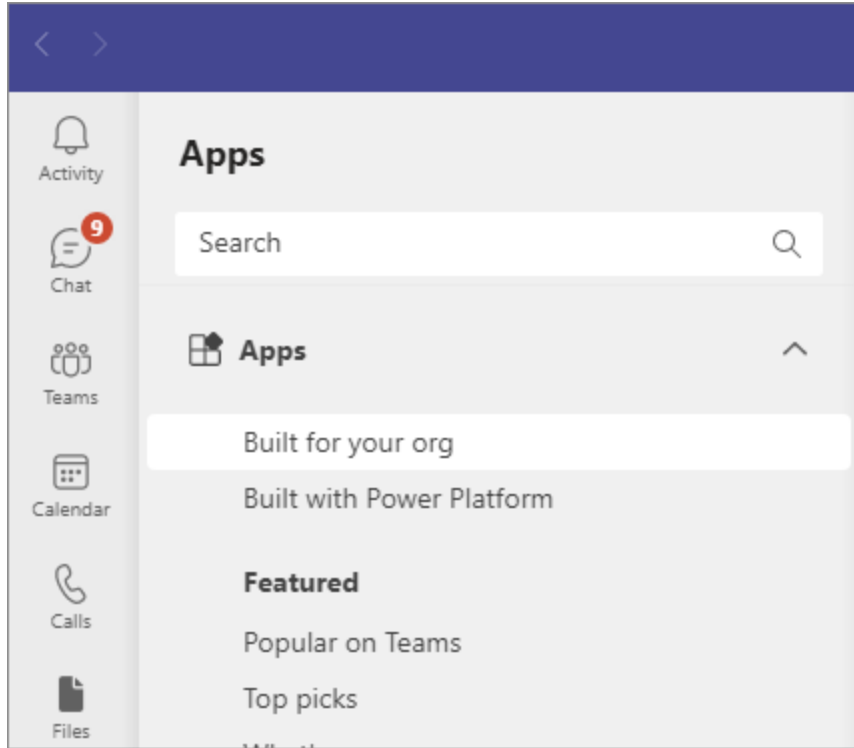 Activity
9
Chat
Teams
Calendar
Calls
Files
Apps
Search
Apps
Built for your org
Built with Power Platform
Featured
Popular on Teams
Top picks